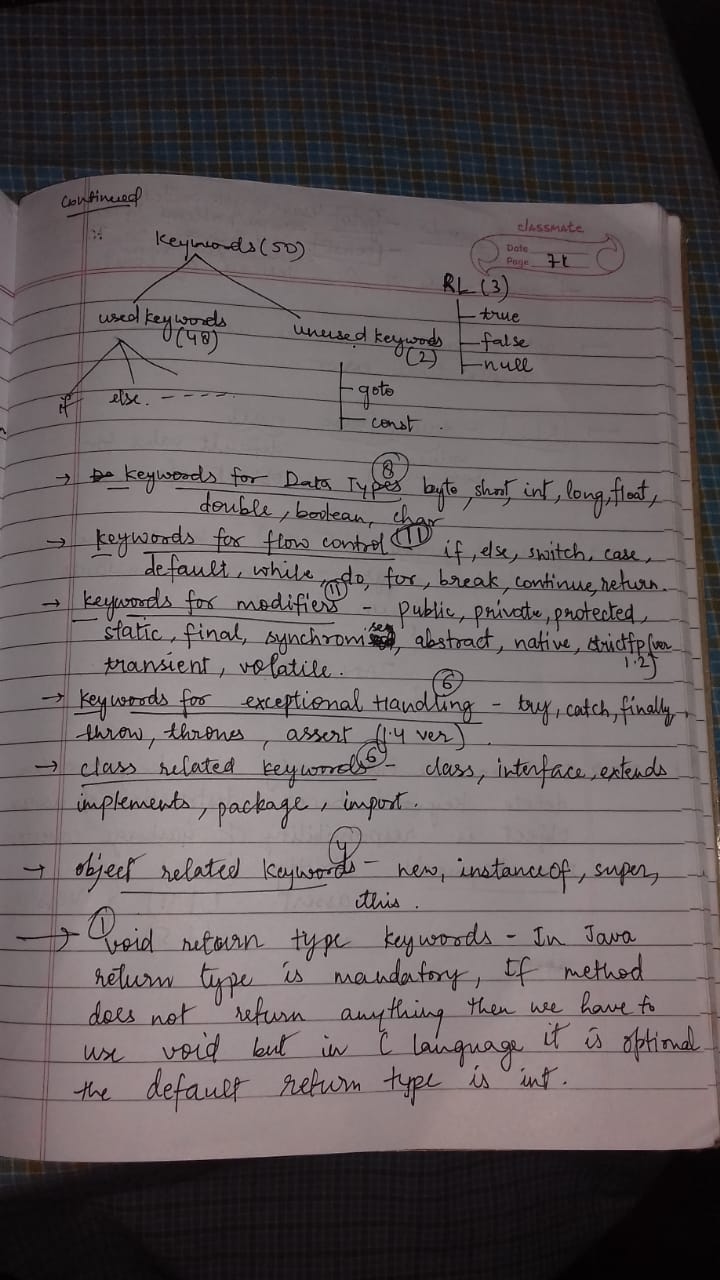 continued
classmate
Date
Page 7k
Keywords (50)
RL (3)
true
false
null
used keywords
(48)
unused keywods
(2)
if else. - - - - -
goto
const .
→ Keywords for Data Types (8) byte, short, int, long, float,
double, boolean, char
→ keywords for flow control (11) if, else, switch, case,
default, while, do, for, break, continue, return.
→ keywords for modifiers (11) - public, private, protected,
static, final, synchronised, abstract, native, strictfp (ver
1.2)
transient, volatile.
→ keywords for exceptional Handling (6) - try, catch, finally,
throw, thrones, assert (1.4 ver)
→ class related keywords (6) - class, interface, extends
implements, package, import.
→ object related keywords (4) - new, instanceof, super,
this.
→ (1) void return type keywoods - In Java
return type is mandatory, If method
does not return anything then we have to
use void but in C language it is optional
the default return type is int.